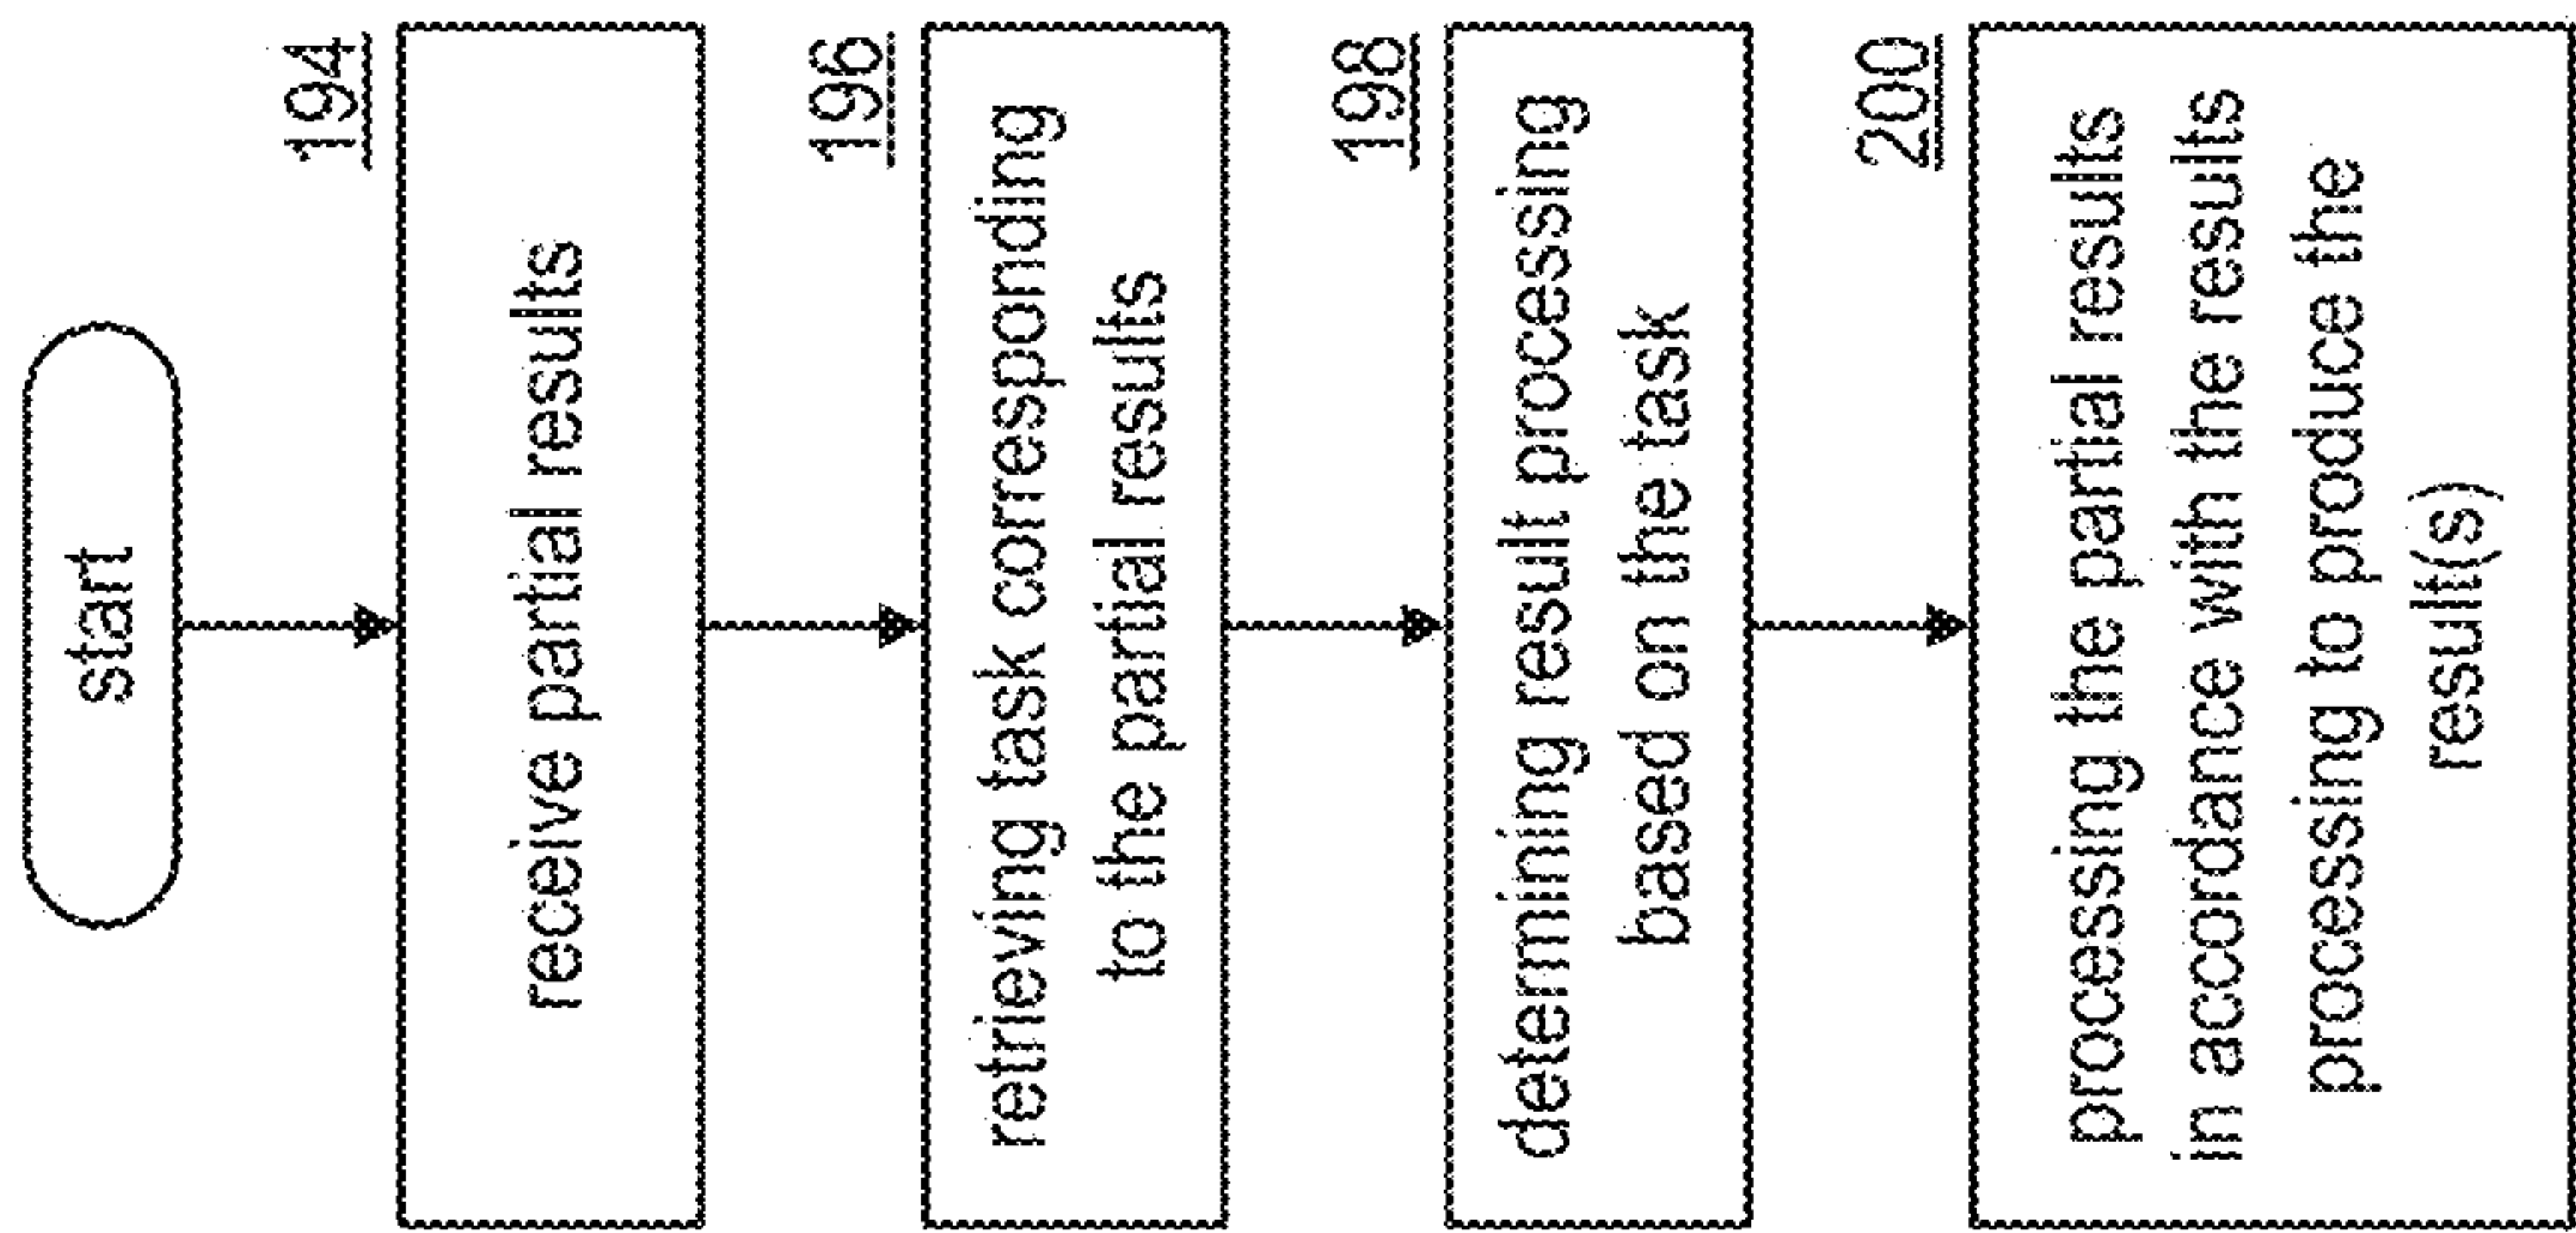 start
194
receive partial results
196
retrieving task corresponding
to the partial results
198
determining result processing
based on the task
200
processing the partial results
in accordance with the results
processing to produce the
result(s)